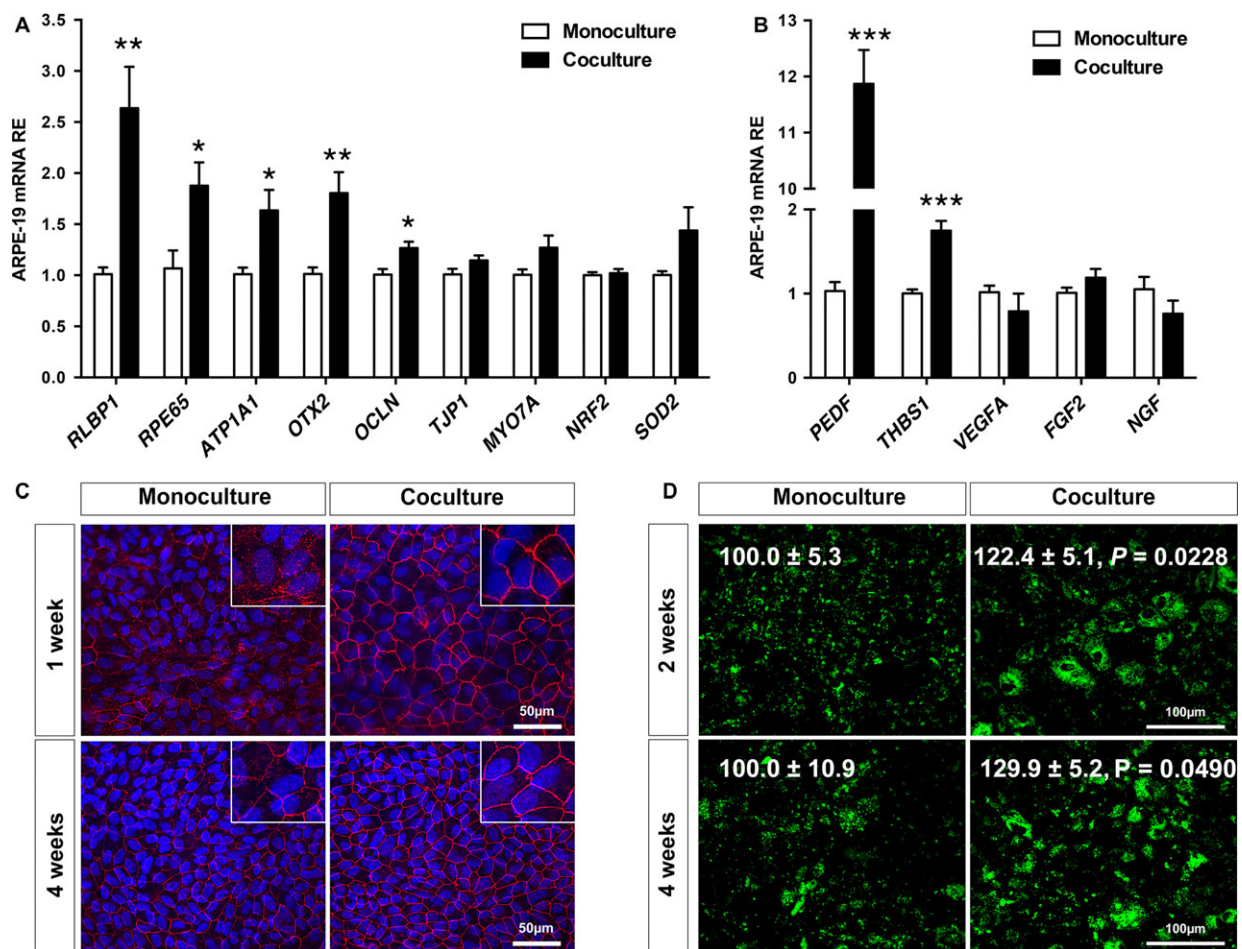 A
ARPE-19 mRNA RE
3.5
3.0
2.5
2.0
1.5
1.0
0.5
0.0
Monoculture
Coculture
**
*
*
**
*
RLBP1
RPE65
ATP1A1
OTX2
OCLN
TJP1
MYO7A
NRF2
SOD2
B
ARPE-19 mRNA RE
13
12
11
10
2
1
0
Monoculture
Coculture
***
***
PEDF
THBS1
VEGFA
FGF2
NGF
C
Monoculture
Coculture
1 week
50µm
4 weeks
50µm
D
Monoculture
Coculture
2 weeks
100.0 ± 5.3
122.4 ± 5.1, P = 0.0228
100µm
4 weeks
100.0 ± 10.9
129.9 ± 5.2, P = 0.0490
100µm